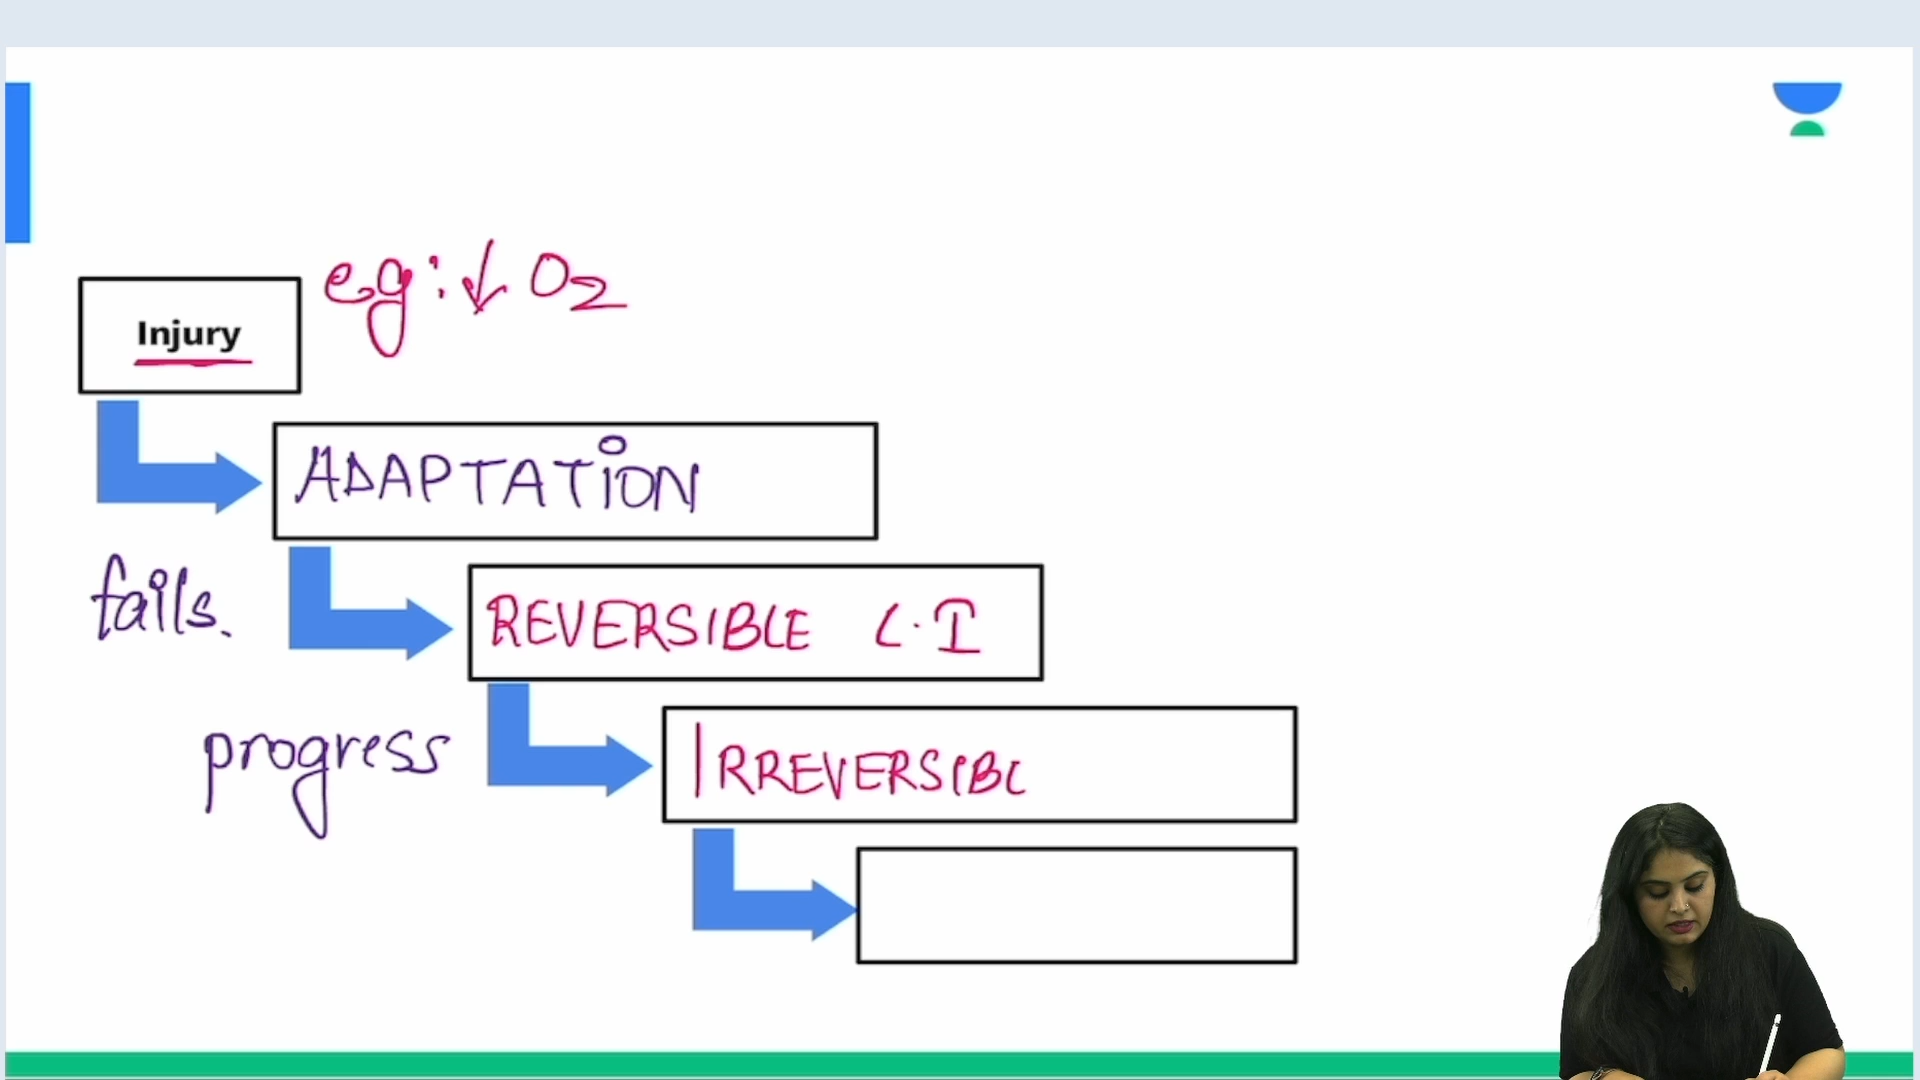 eg: ↓ O2
Injury
ADAPTATiON
fails.
REVERSIBLE C.I
progress
IRREVERSIBL